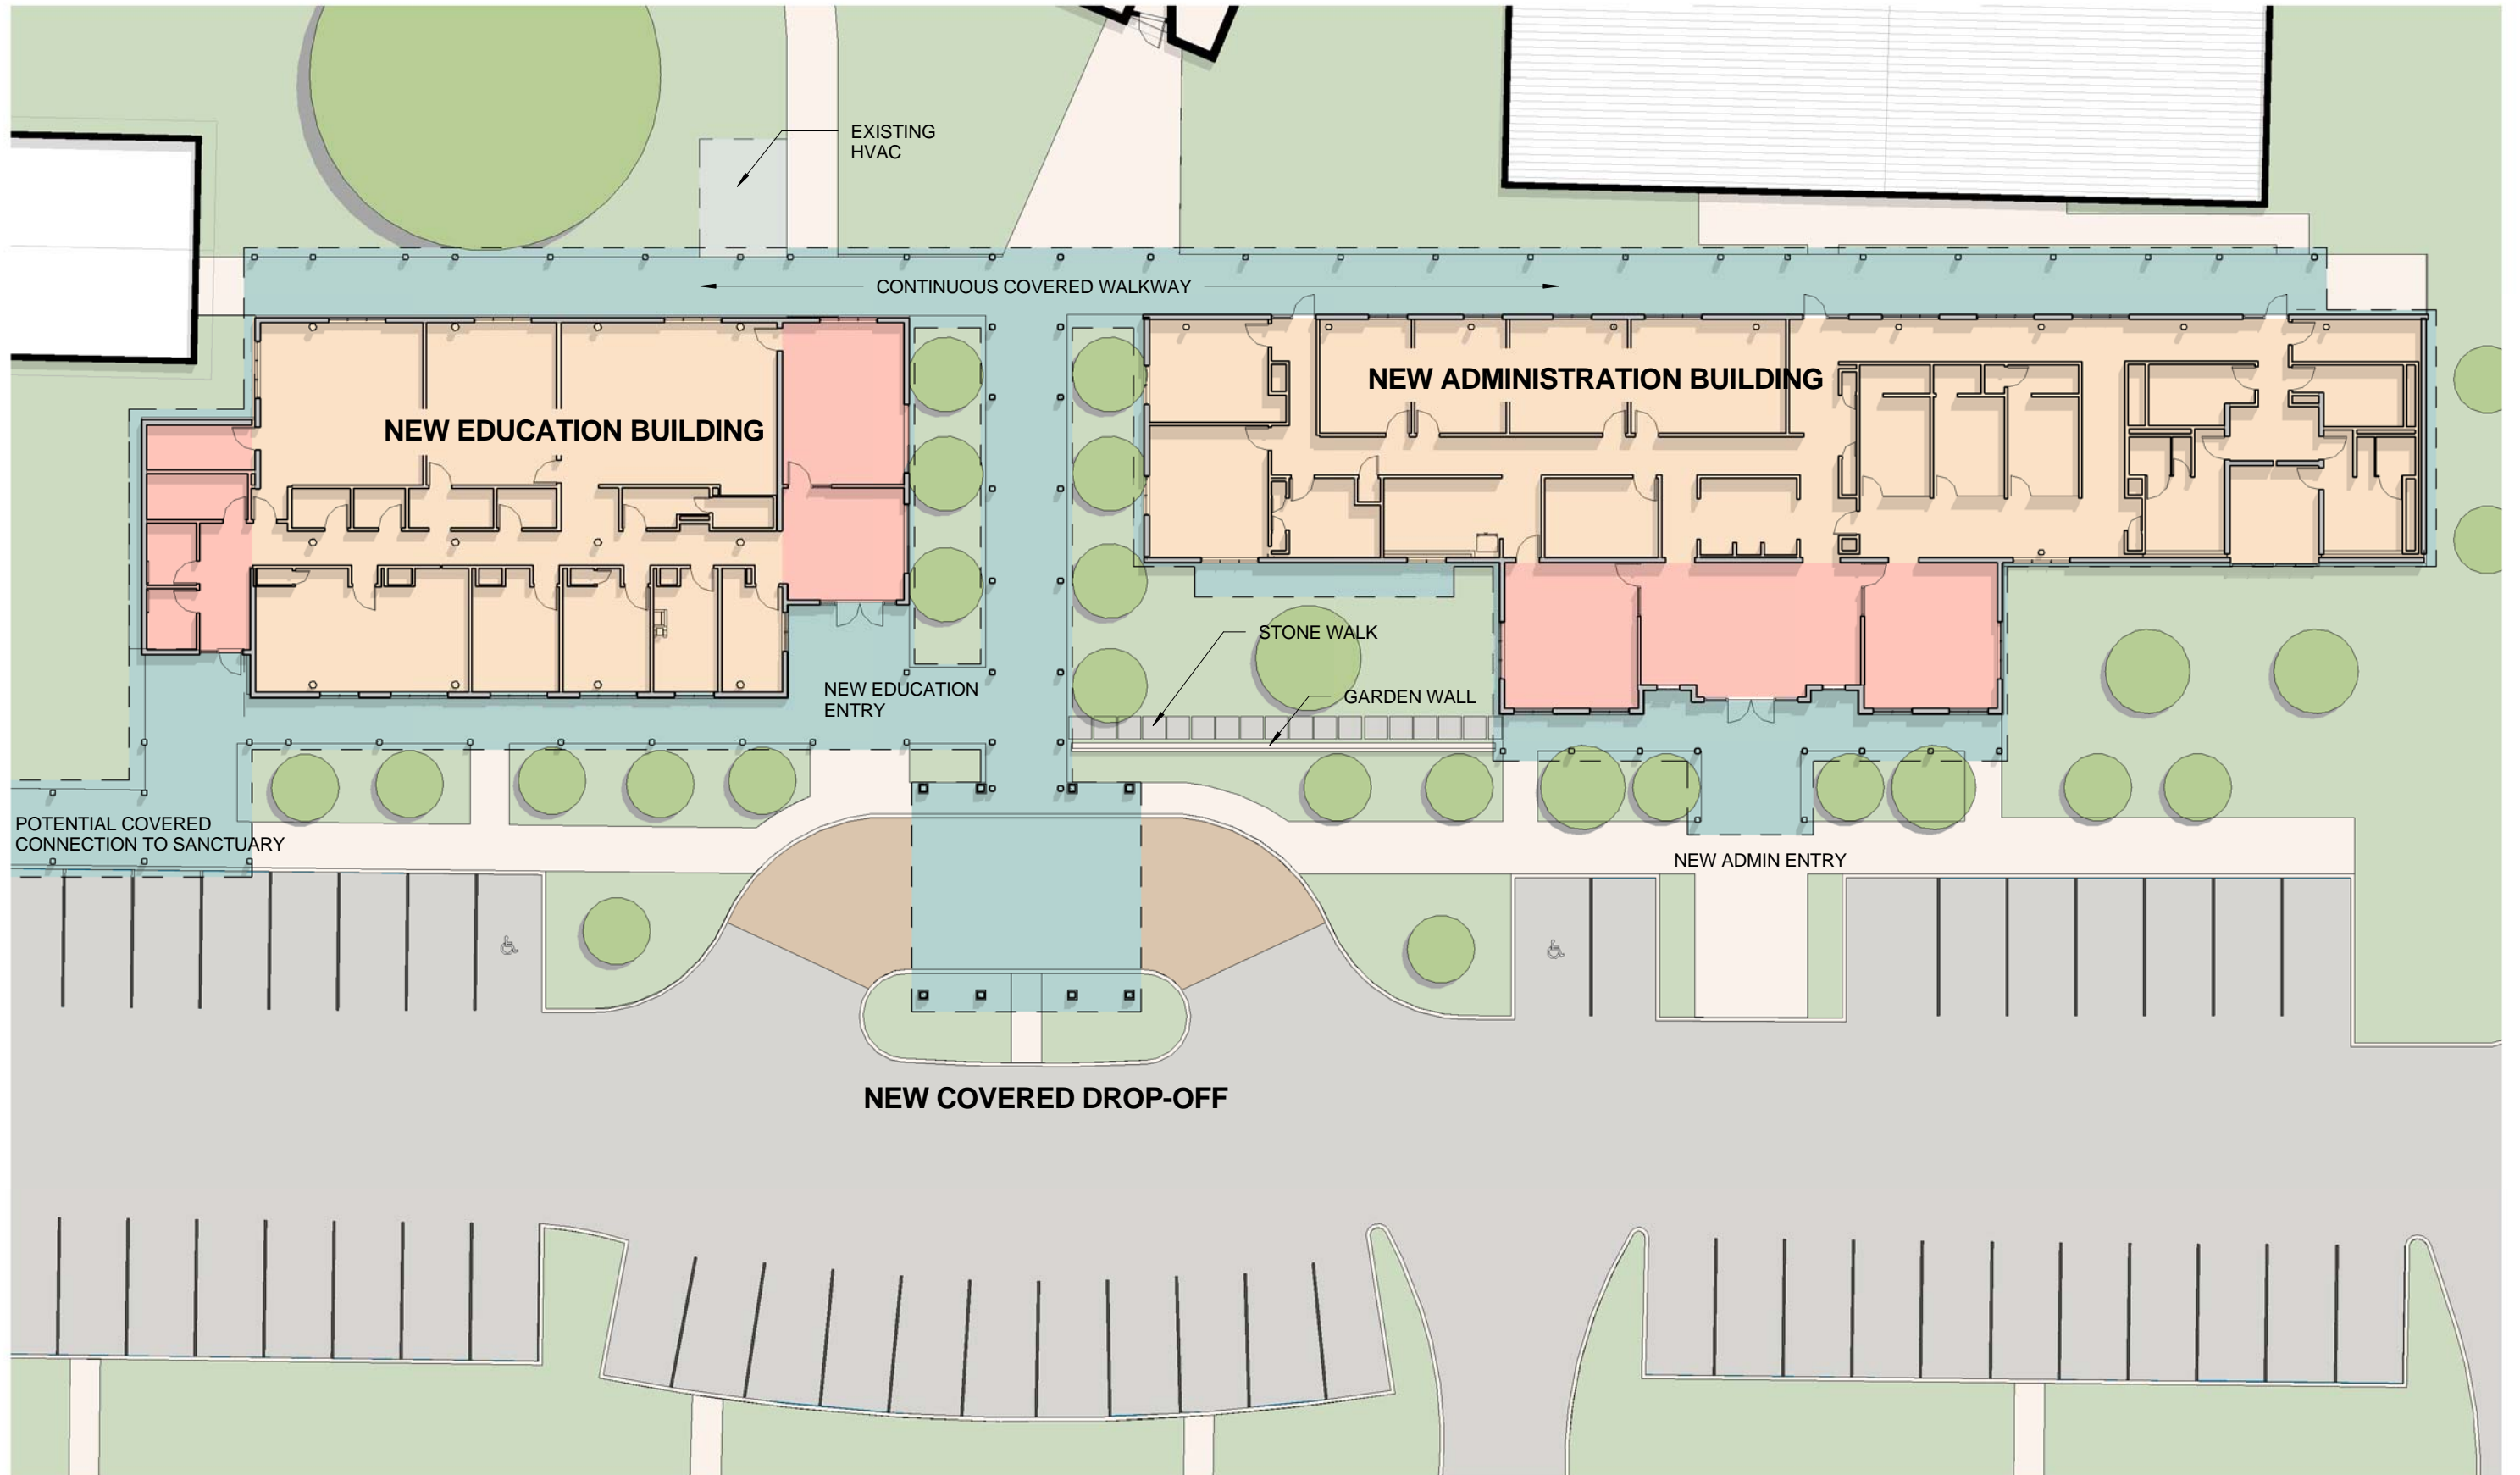 EXISTING
HVAC
CONTINUOUS COVERED WALKWAY
NEW ADMINISTRATION BUILDING
NEW EDUCATION BUILDING
STONE WALK
NEW EDUCATION
ENTRY
GARDEN WALL
POTENTIAL COVERED
CONNECTION TO SANCTUARY
NEW ADMIN ENTRY
NEW COVERED DROP-OFF